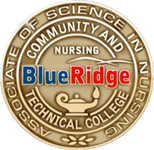 ASSOCIATE OF SCIENCE IN NURSING
COMMUNITY AND
NURSING
BlueRidge
TECHNICAL COLLEGE